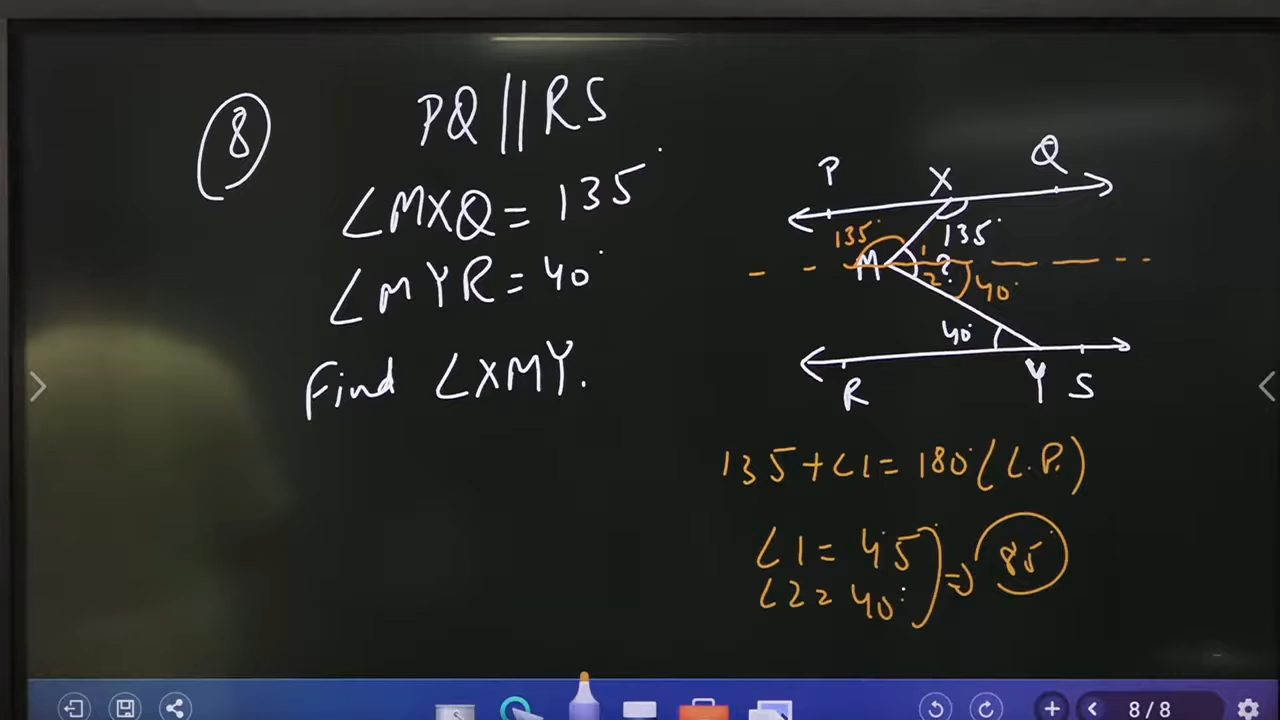 8
PQ || RS
∠MXQ = 135°
∠MYR = 40°
Find ∠XMY.
P X Q
135° 1 135°
M ?
2 40°
40°
R Y S
135 + ∠1 = 180° (L.P.)
∠1 = 45°
∠2 = 40° ⇒ 85°
8/8